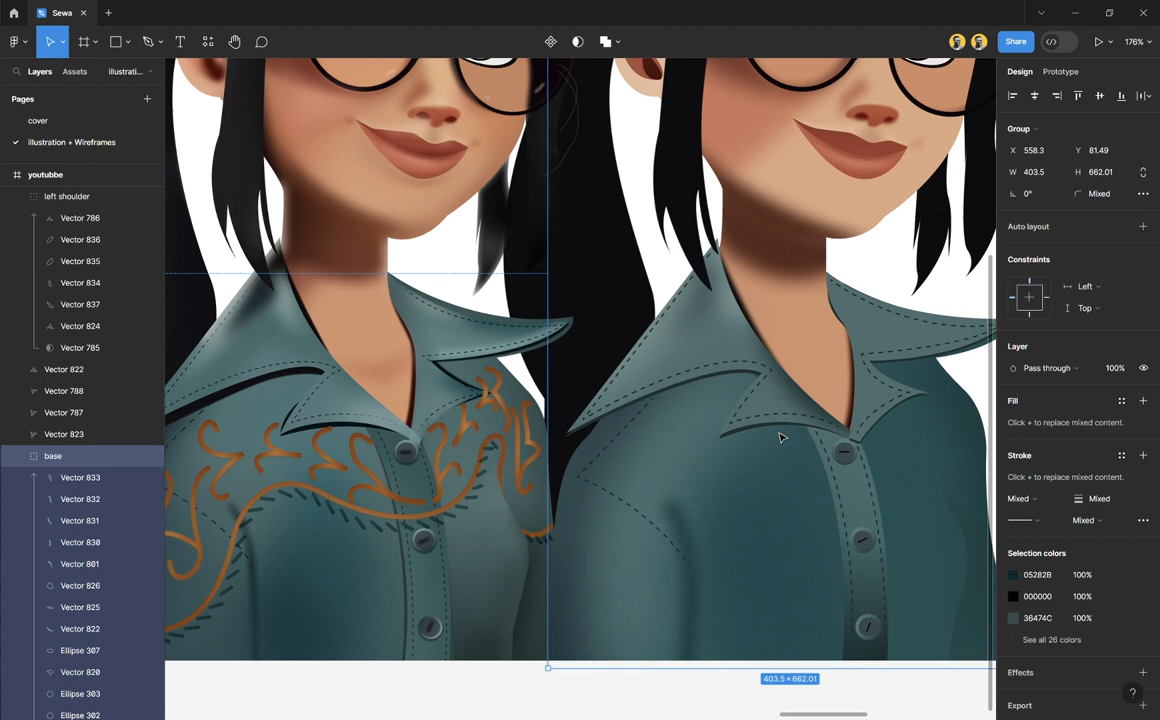 Sewa
Share
176%
Layers
Assets
illustrati...
Pages
cover
illustration + Wireframes
youtubbe
left shoulder
Vector 786
Vector 836
Vector 835
Vector 834
Vector 837
Vector 824
Vector 785
Vector 822
Vector 788
Vector 787
Vector 823
base
Vector 833
Vector 832
Vector 831
Vector 830
Vector 801
Vector 826
Vector 825
Vector 822
Ellipse 307
Vector 820
Ellipse 303
Ellipse 302
403.5 × 662.01
Design
Prototype
Group
X 558.3
Y 81.49
W 403.5
H 662.01
0°
Mixed
Auto layout
Constraints
Left
Top
Layer
Pass through
100%
Fill
Click + to replace mixed content.
Stroke
Click + to replace mixed content.
Mixed
Mixed
Mixed
Selection colors
05282B 100%
000000 100%
36474C 100%
See all 26 colors
Effects
Export
?